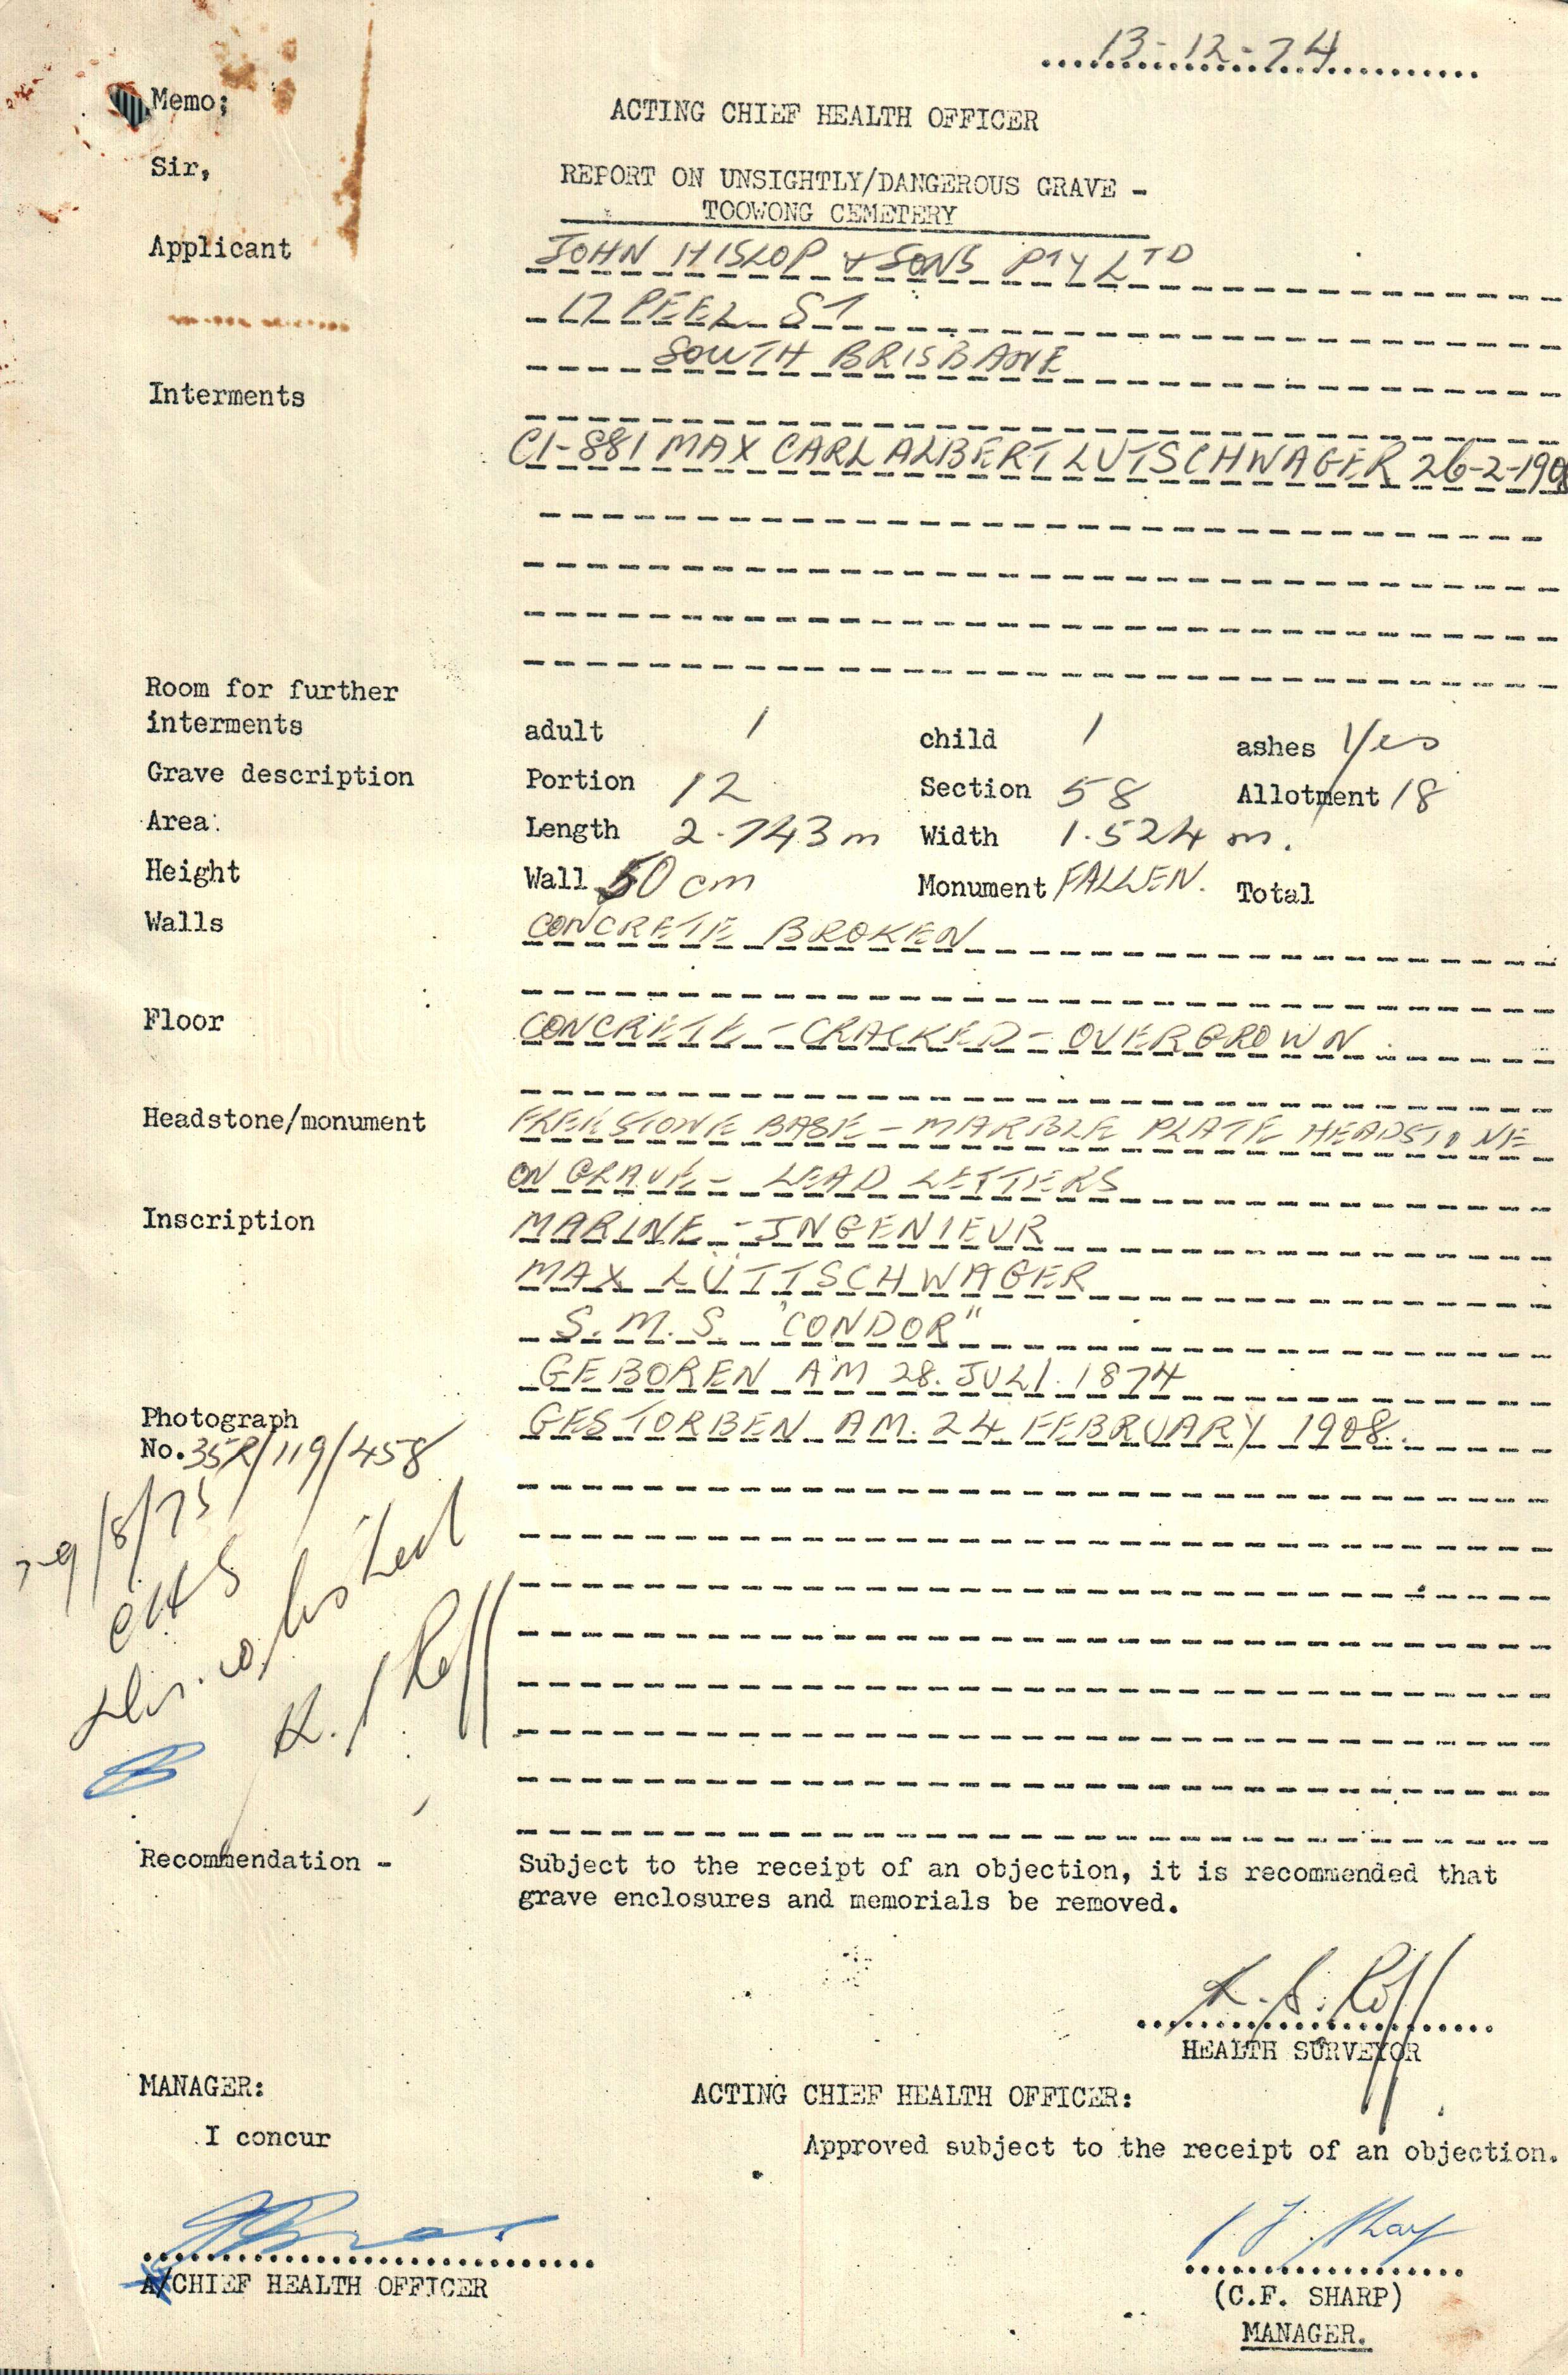 13-12-74
Memo;
ACTING CHIEF HEALTH OFFICER
Sir,
REPORT ON UNSIGHTLY/DANGEROUS GRAVE -
TOOWONG CEMETERY
Applicant JOHN HISLOP & SONS PTY LTD
17 PEEL ST
SOUTH BRISBANE
Interments
C1-881 MAX CARL ALBERT LUTSCHWAGER 26-2-1908
Room for further
interments adult 1 child 1 ashes Yes
Grave description Portion 12 Section 58 Allotment 18
Area: Length 2.743 m Width 1.524 m.
Height Wall 50 cm Monument FALLEN. Total
Walls CONCRETE BROKEN
Floor CONCRETE - CRACKED - OVERGROWN
Headstone/monument FREESTONE BASE - MARBLE PLATE HEADSTONE
ON GRAVE - LEAD LETTERS
Inscription MARINE - INGENIEUR
MAX LÜTTSCHWAGER
S.M.S. "CONDOR"
GEBOREN AM 28. JULI. 1874
Photograph GESTORBEN AM. 24 FEBRUARY 1908.
No. 35R/119/458
29/8/75
Recommendation - Subject to the receipt of an objection, it is recommended that
grave enclosures and memorials be removed.
HEALTH SURVEYOR
MANAGER: ACTING CHIEF HEALTH OFFICER:
I concur Approved subject to the receipt of an objection.
A/CHIEF HEALTH OFFICER
(C.F. SHARP)
MANAGER.